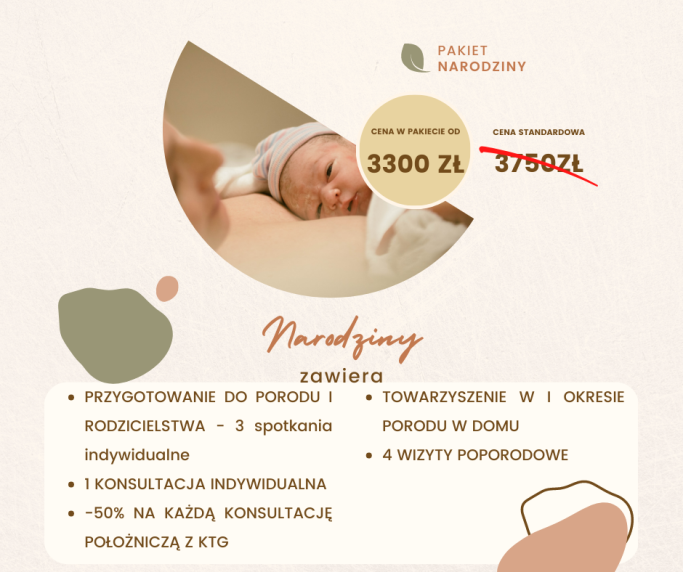 PAKIET
NARODZINY
CENA W PAKIECIE OD
3300 ZŁ
CENA STANDARDOWA
3750ZŁ
Narodziny
zawiera
• PRZYGOTOWANIE DO PORODU I
RODZICIELSTWA - 3 spotkania
indywidualne
• 1 KONSULTACJA INDYWIDUALNA
• -50% NA KAŻDĄ KONSULTACJĘ
POŁOŻNICZĄ Z KTG
• TOWARZYSZENIE W I OKRESIE
PORODU W DOMU
• 4 WIZYTY POPORODOWE